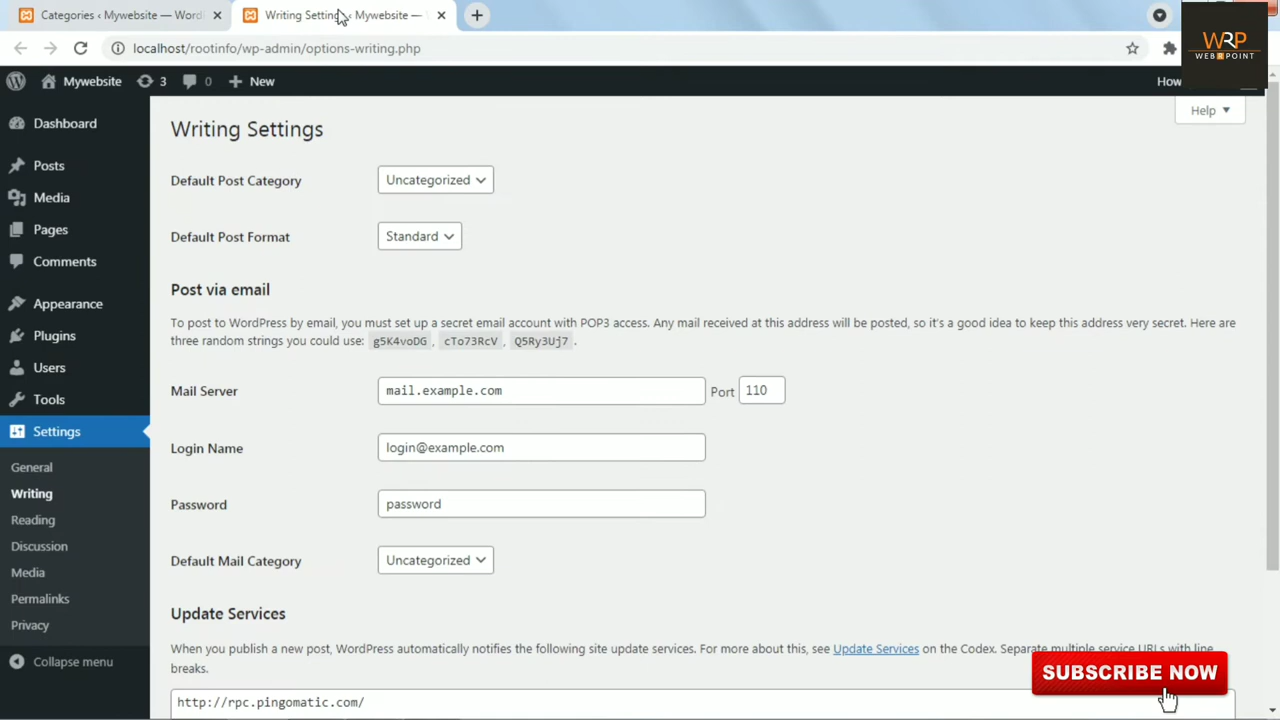 Categories ‹ Mywebsite — Word
Writing Setting ‹ Mywebsite —
localhost/rootinfo/wp-admin/options-writing.php
WRP
WEB POINT
Mywebsite 3 0 New
How
Help
Dashboard
Posts
Media
Pages
Comments
Appearance
Plugins
Users
Tools
Settings
General
Writing
Reading
Discussion
Media
Permalinks
Privacy
Collapse menu
Writing Settings
Default Post Category Uncategorized
Default Post Format Standard
Post via email
To post to WordPress by email, you must set up a secret email account with POP3 access. Any mail received at this address will be posted, so it's a good idea to keep this address very secret. Here are
three random strings you could use: g5K4voDG , cTo73RcV , Q5Ry3Uj7 .
Mail Server mail.example.com Port 110
Login Name login@example.com
Password password
Default Mail Category Uncategorized
Update Services
When you publish a new post, WordPress automatically notifies the following site update services. For more about this, see Update Services on the Codex. Separate multiple service URLs with line
breaks.
http://rpc.pingomatic.com/
SUBSCRIBE NOW